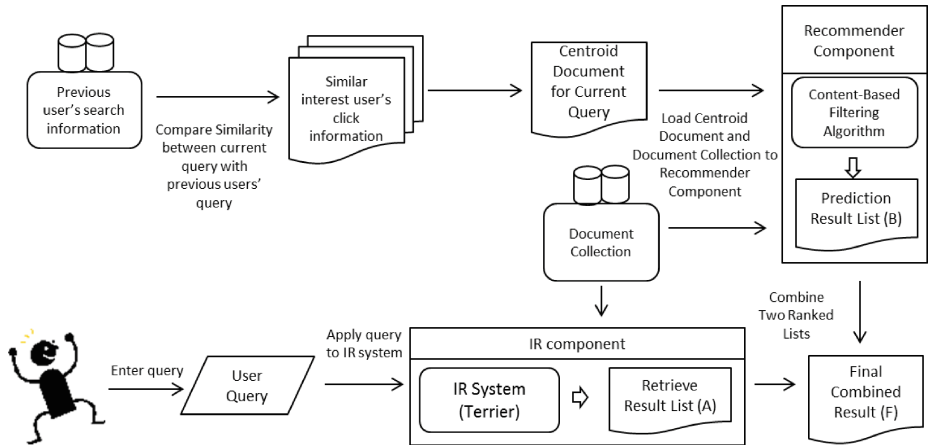 Previous
user's search
information
Compare Similarity
between current
query with
previous users'
query
Similar
interest user's
click
information
Centroid
Document
for Current
Query
Load Centroid
Document and
Document Collection to
Recommender
Component
Recommender
Component
Content-Based
Filtering
Algorithm
Prediction
Result List (B)
Document
Collection
Combine
Two Ranked
Lists
Enter query
User
Query
Apply query
to IR system
IR component
IR System
(Terrier)
Retrieve
Result List (A)
Final
Combined
Result (F)